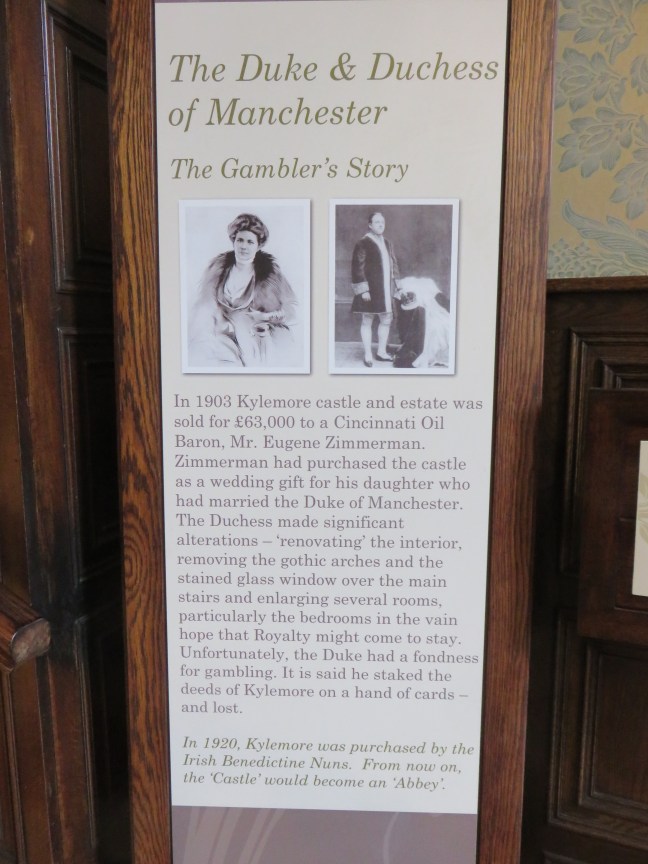 The Duke & Duchess
of Manchester
The Gambler's Story
In 1903 Kylemore castle and estate was
sold for £63,000 to a Cincinnati Oil
Baron, Mr. Eugene Zimmerman.
Zimmerman had purchased the castle
as a wedding gift for his daughter who
had married the Duke of Manchester.
The Duchess made significant
alterations – 'renovating' the interior,
removing the gothic arches and the
stained glass window over the main
stairs and enlarging several rooms,
particularly the bedrooms in the vain
hope that Royalty might come to stay.
Unfortunately, the Duke had a fondness
for gambling. It is said he staked the
deeds of Kylemore on a hand of cards –
and lost.
In 1920, Kylemore was purchased by the
Irish Benedictine Nuns. From now on,
the 'Castle' would become an 'Abbey'.